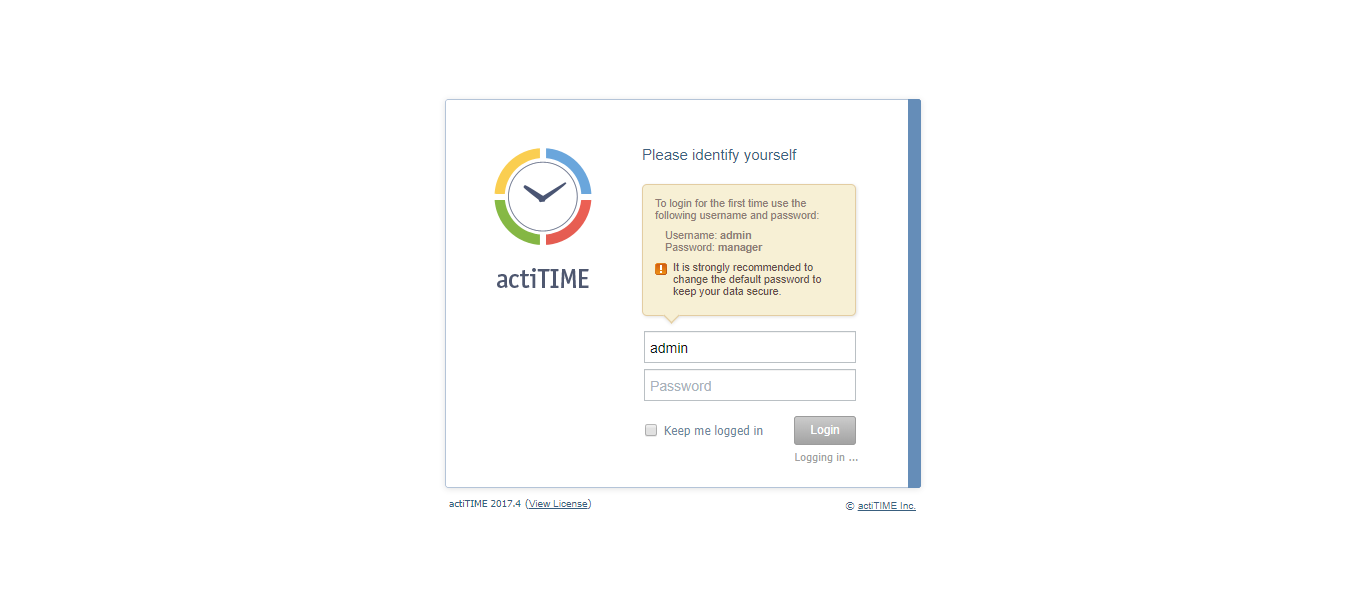 Please identify yourself
To login for the first time use the
following username and password:
Username: admin
Password: manager
It is strongly recommended to
change the default password to
keep your data secure.
actiTIME
admin
Password
Keep me logged in
Login
Logging in ...
actiTIME 2017.4 (View License)
© actiTIME Inc.